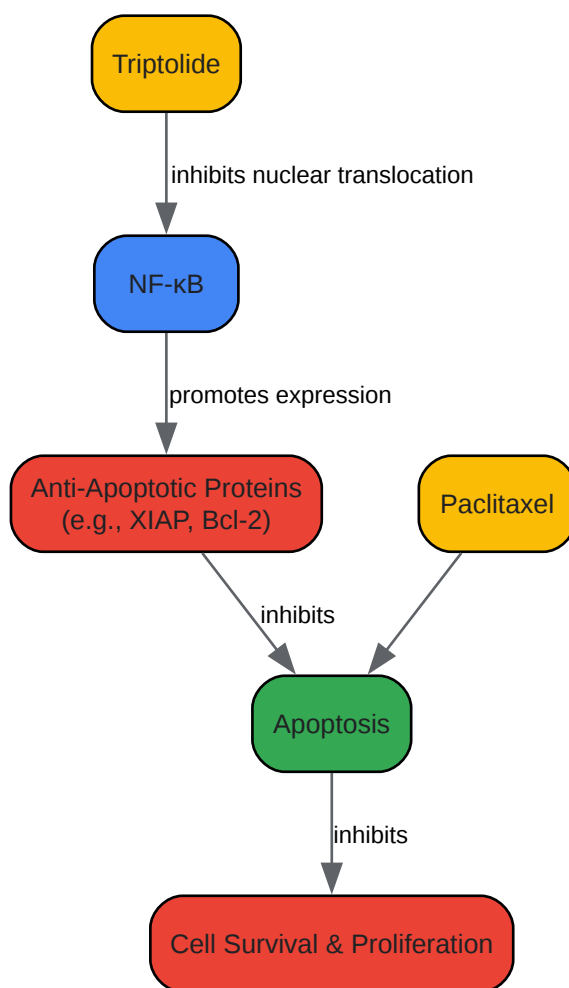 Triptolide
inhibits nuclear translocation
NF-κB
promotes expression
Anti-Apoptotic Proteins
(e.g., XIAP, Bcl-2)
Paclitaxel
inhibits
Apoptosis
inhibits
Cell Survival & Proliferation